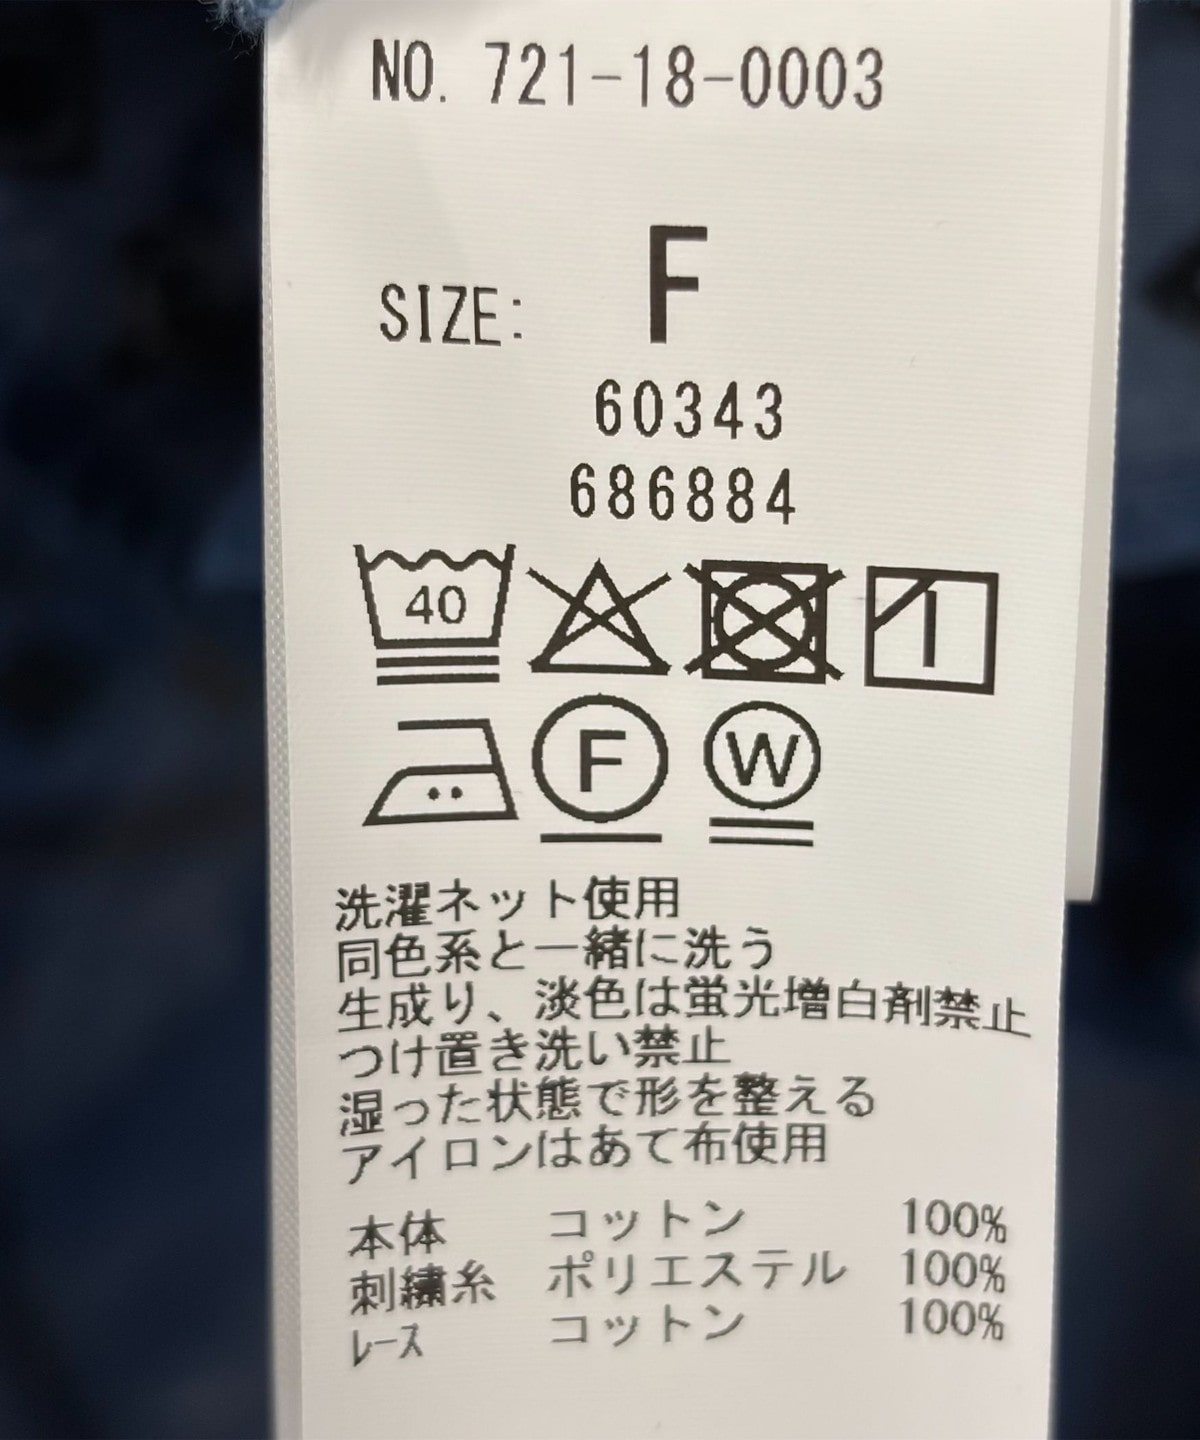 NO. 721-18-0003
SIZE: F
60343
686884
40
F W
洗濯ネット使用
同色系と一緒に洗う
生成り、淡色は蛍光増白剤禁止
つけ置き洗い禁止
湿った状態で形を整える
アイロンはあて布使用
本体 コットン 100%
刺繍糸 ポリエステル 100%
レース コットン 100%